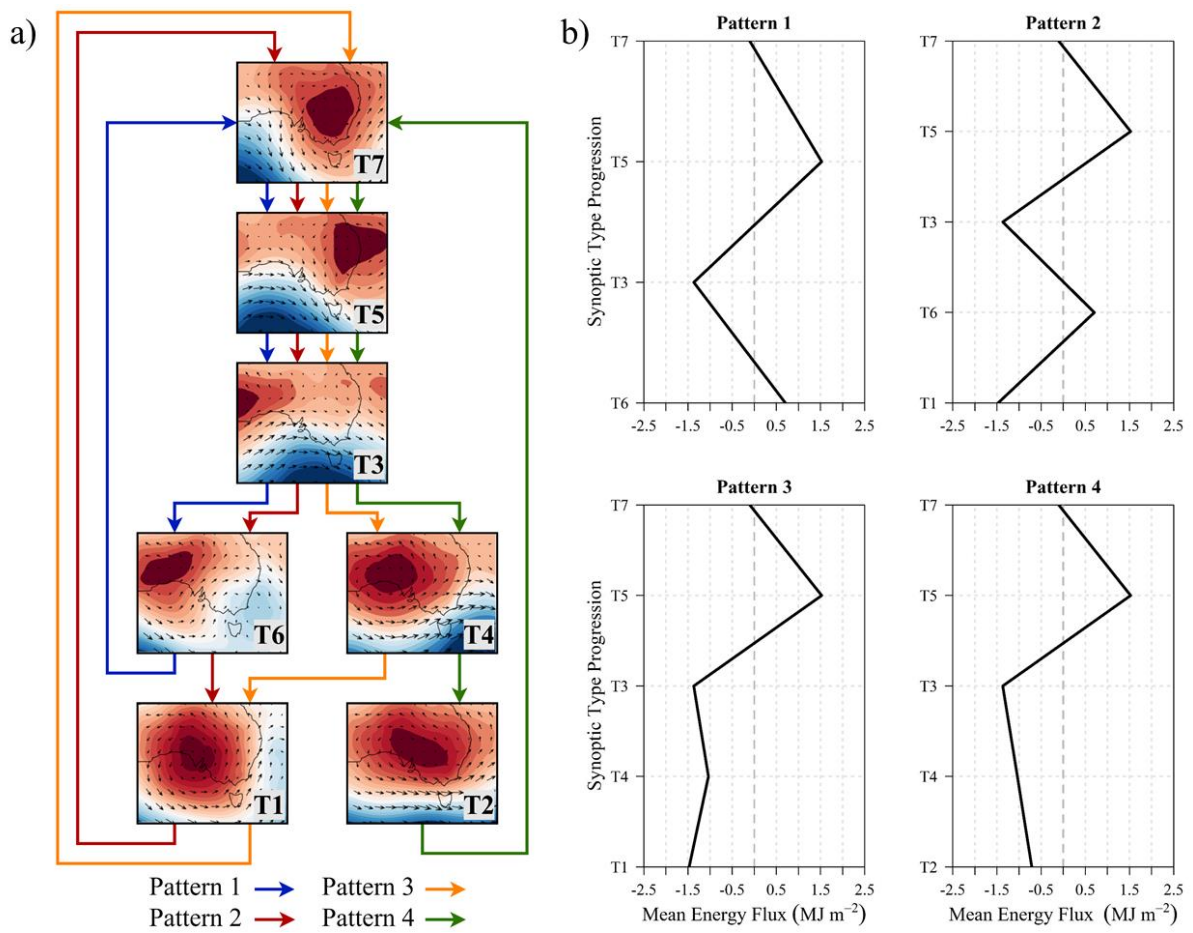 a)
T7
T5
T3
T6
T4
T1
T2
Pattern 1
Pattern 3
Pattern 2
Pattern 4
b)
Pattern 1
T7
T5
T3
T6
Synoptic Type Progression
-2.5 -1.5 -0.5 0.5 1.5 2.5
Pattern 2
T7
T5
T3
T6
T1
-2.5 -1.5 -0.5 0.5 1.5 2.5
Pattern 3
T7
T5
T3
T4
T1
Synoptic Type Progression
-2.5 -1.5 -0.5 0.5 1.5 2.5
Mean Energy Flux (MJ m⁻²)
Pattern 4
T7
T5
T3
T4
T2
-2.5 -1.5 -0.5 0.5 1.5 2.5
Mean Energy Flux (MJ m⁻²)